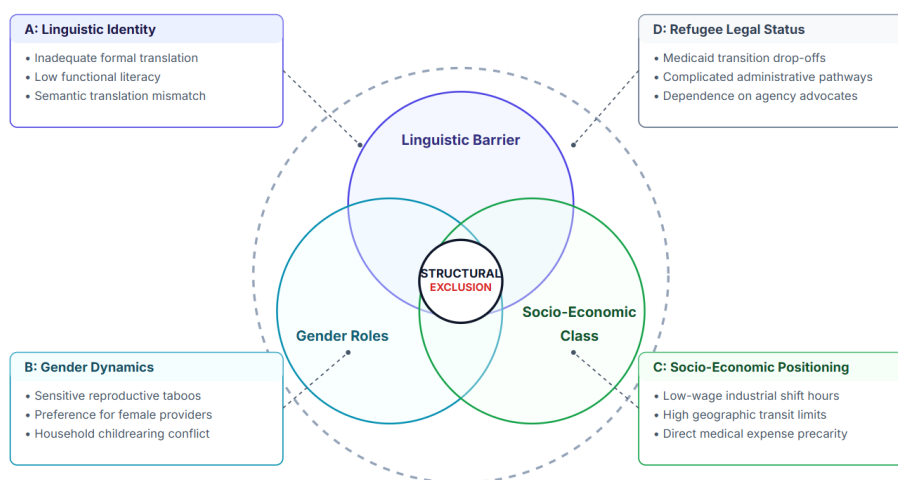 A: Linguistic Identity
• Inadequate formal translation
• Low functional literacy
• Semantic translation mismatch
D: Refugee Legal Status
• Medicaid transition drop-offs
• Complicated administrative pathways
• Dependence on agency advocates
Linguistic Barrier
STRUCTURAL
EXCLUSION
Gender Roles
Socio-Economic
Class
B: Gender Dynamics
• Sensitive reproductive taboos
• Preference for female providers
• Household childrearing conflict
C: Socio-Economic Positioning
• Low-wage industrial shift hours
• High geographic transit limits
• Direct medical expense precarity